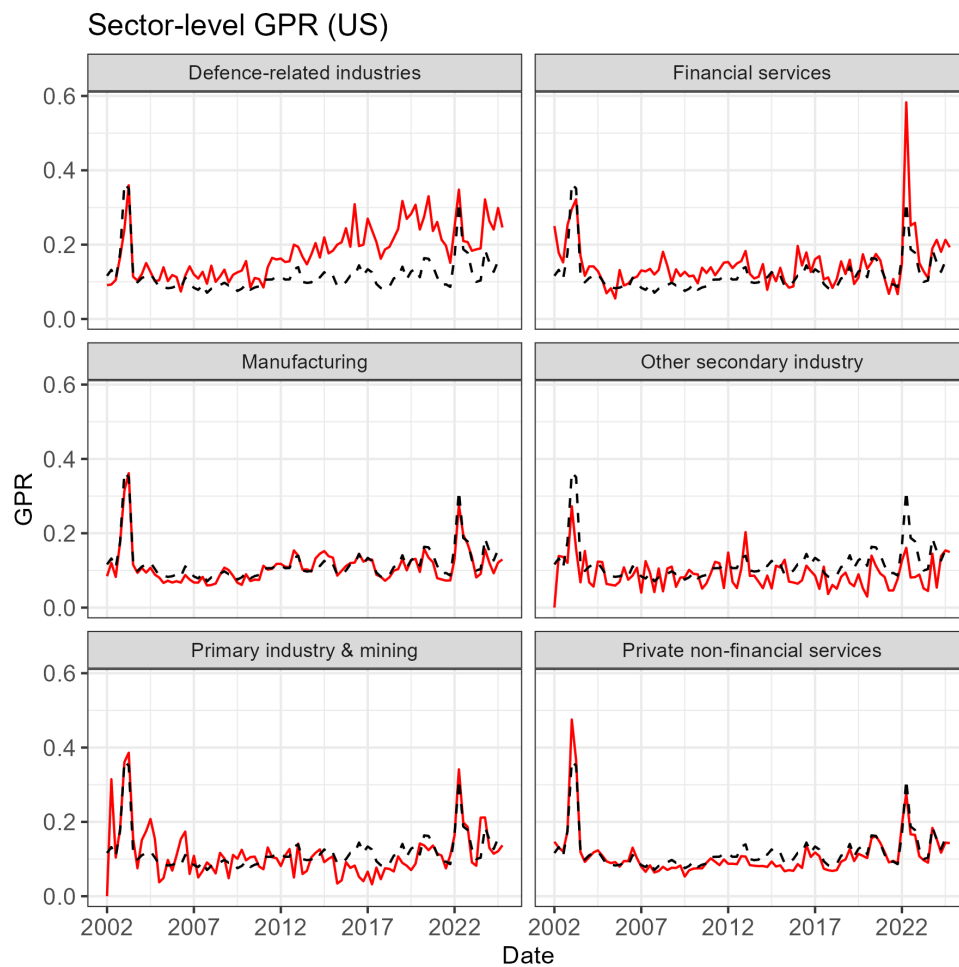 Sector-level GPR (US)
Defence-related industries
Financial services
0.6
0.4
0.2
0.0
Manufacturing
Other secondary industry
0.6
0.4
0.2
0.0
GPR
Primary industry & mining
Private non-financial services
0.6
0.4
0.2
0.0
2002 2007 2012 2017 2022
2002 2007 2012 2017 2022
Date